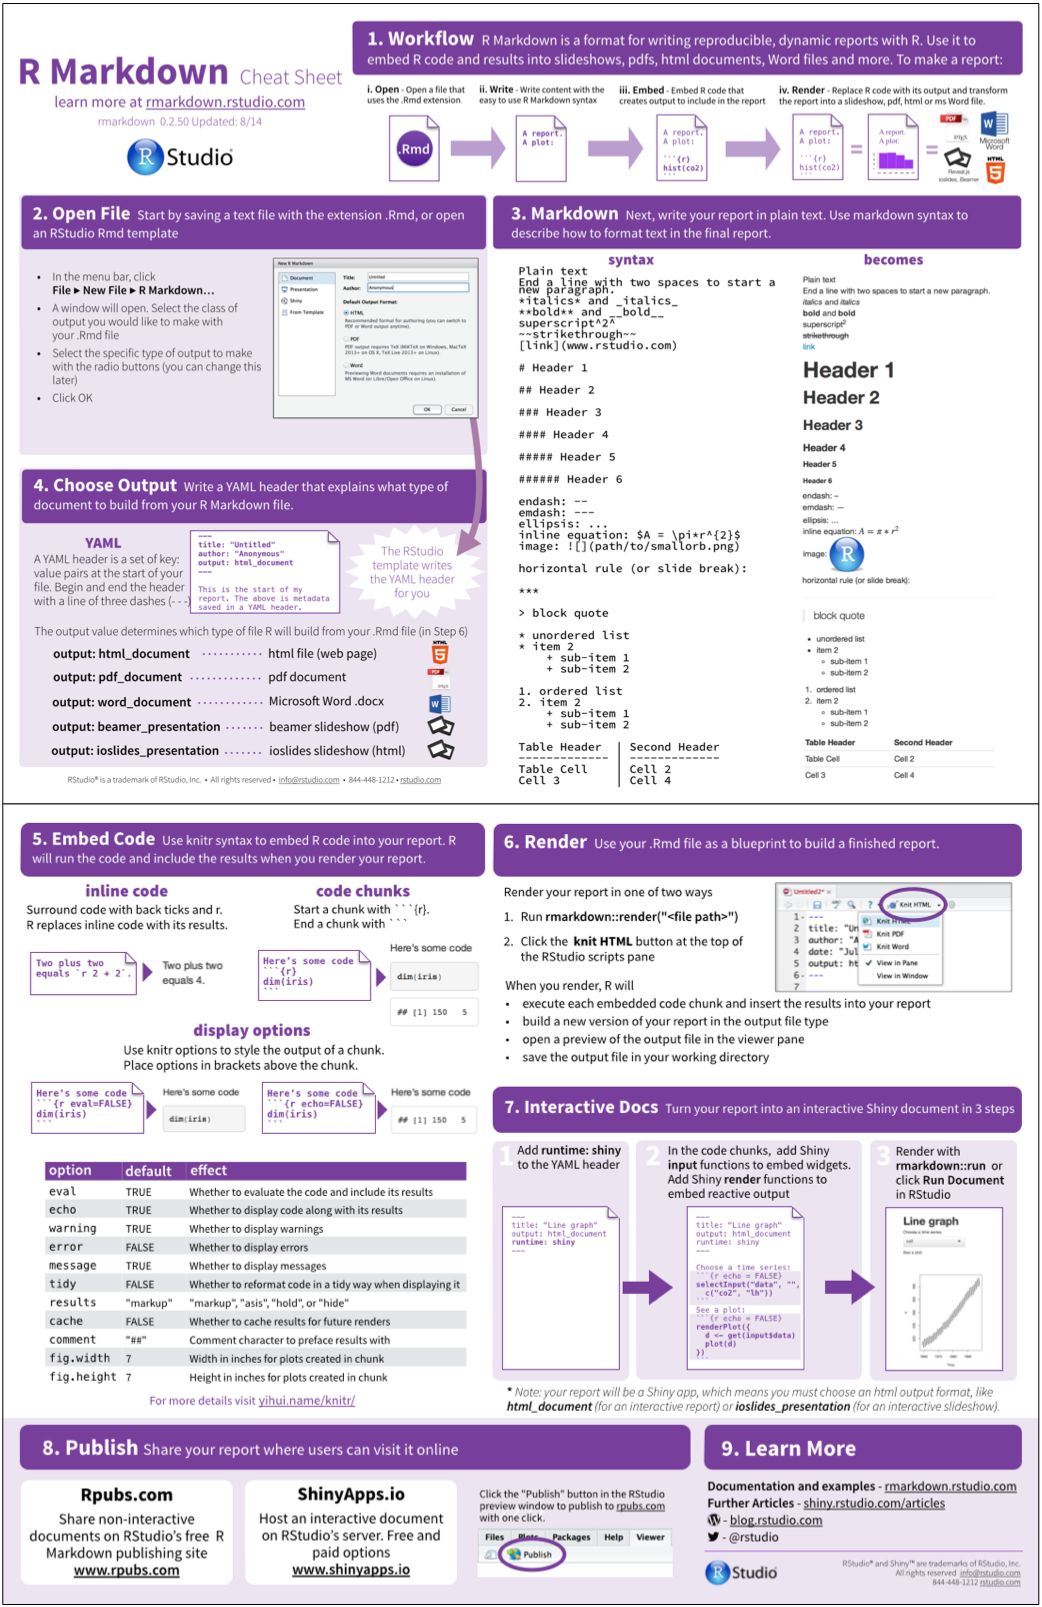 R Markdown Cheat Sheet
learn more at rmarkdown.rstudio.com
rmarkdown 0.2.50 Updated: 8/14
R Studio
1. Workflow R Markdown is a format for writing reproducible, dynamic reports with R. Use it to
embed R code and results into slideshows, pdfs, html documents, Word files and more. To make a report:
i. Open - Open a file that
uses the .Rmd extension.
ii. Write - Write content with the
easy to use R Markdown syntax
iii. Embed - Embed R code that
creates output to include in the report
iv. Render - Replace R code with its output and transform
the report into a slideshow, pdf, html or ms Word file.
.Rmd
A report.
A plot:
A report.
A plot:
```{r}
hist(co2)
```
A report.
A plot:
```{r}
hist(co2)
```
A report.
A plot:
=
=
PDF
LaTeX
Microsoft
Word
Reveal.js
ioslides, Beamer
HTML
5
2. Open File Start by saving a text file with the extension .Rmd, or open
an RStudio Rmd template
• In the menu bar, click
File ▸ New File ▸ R Markdown…
• A window will open. Select the class of
output you would like to make with
your .Rmd file
• Select the specific type of output to make
with the radio buttons (you can change this
later)
• Click OK
New R Markdown
Document
Presentation
Shiny
From Template
Title: Untitled
Author: Anonymous
Default Output Format:
HTML
Recommended format for authoring (you can switch to
PDF or Word output anytime).
PDF
PDF output requires TeX (MiKTeX on Windows, MacTeX
2013+ on OS X, TeX Live 2013+ on Linux).
Word
Previewing Word documents requires an installation of
MS Word (or Libre/Open Office on Linux).
OK Cancel
3. Markdown Next, write your report in plain text. Use markdown syntax to
describe how to format text in the final report.
syntax
Plain text
End a line with two spaces to start a
new paragraph.
*italics* and _italics_
**bold** and __bold__
superscript^2^
~~strikethrough~~
[link](www.rstudio.com)
# Header 1
## Header 2
### Header 3
#### Header 4
##### Header 5
###### Header 6
endash: --
emdash: ---
ellipsis: ...
inline equation: $A = \pi*r^{2}$
image: ![](path/to/smallorb.png)
horizontal rule (or slide break):
***
> block quote
* unordered list
* item 2
+ sub-item 1
+ sub-item 2
1. ordered list
2. item 2
+ sub-item 1
+ sub-item 2
Table Header | Second Header
------------- | -------------
Table Cell | Cell 2
Cell 3 | Cell 4
becomes
Plain text
End a line with two spaces to start a new paragraph.
italics and italics
bold and bold
superscript2
strikethrough
link
Header 1
Header 2
Header 3
Header 4
Header 5
Header 6
endash: –
emdash: —
ellipsis: …
inline equation: A = π * r2
image: R
horizontal rule (or slide break):
block quote
• unordered list
• item 2
◦ sub-item 1
◦ sub-item 2
1. ordered list
2. item 2
◦ sub-item 1
◦ sub-item 2
Table Header Second Header
Table Cell Cell 2
Cell 3 Cell 4
4. Choose Output Write a YAML header that explains what type of
document to build from your R Markdown file.
YAML
A YAML header is a set of key:
value pairs at the start of your
file. Begin and end the header
with a line of three dashes (- - -)
---
title: "Untitled"
author: "Anonymous"
output: html_document
---
This is the start of my
report. The above is metadata
saved in a YAML header.
The RStudio
template writes
the YAML header
for you
The output value determines which type of file R will build from your .Rmd file (in Step 6)
output: html_document ........... html file (web page)
HTML
5
output: pdf_document ............. pdf document
PDF
LaTeX
output: word_document .......... Microsoft Word .docx
output: beamer_presentation ....... beamer slideshow (pdf)
output: ioslides_presentation ....... ioslides slideshow (html)
RStudio® is a trademark of RStudio, Inc. • All rights reserved • info@rstudio.com • 844-448-1212 • rstudio.com
5. Embed Code Use knitr syntax to embed R code into your report. R
will run the code and include the results when you render your report.
inline code
Surround code with back ticks and r.
R replaces inline code with its results.
Two plus two
equals `r 2 + 2`.
Two plus two
equals 4.
code chunks
Start a chunk with ```{r}.
End a chunk with ```
Here's some code
```{r}
dim(iris)
```
Here's some code
dim(iris)
## [1] 150 5
display options
Use knitr options to style the output of a chunk.
Place options in brackets above the chunk.
Here's some code
```{r eval=FALSE}
dim(iris)
```
Here's some code
dim(iris)
Here's some code
```{r echo=FALSE}
dim(iris)
```
Here's some code
## [1] 150 5
option default effect
eval TRUE Whether to evaluate the code and include its results
echo TRUE Whether to display code along with its results
warning TRUE Whether to display warnings
error FALSE Whether to display errors
message TRUE Whether to display messages
tidy FALSE Whether to reformat code in a tidy way when displaying it
results "markup" "markup", "asis", "hold", or "hide"
cache FALSE Whether to cache results for future renders
comment "##" Comment character to preface results with
fig.width 7 Width in inches for plots created in chunk
fig.height 7 Height in inches for plots created in chunk
For more details visit yihui.name/knitr/
6. Render Use your .Rmd file as a blueprint to build a finished report.
Render your report in one of two ways
1. Run rmarkdown::render("<file path>")
2. Click the knit HTML button at the top of
the RStudio scripts pane
When you render, R will
• execute each embedded code chunk and insert the results into your report
• build a new version of your report in the output file type
• open a preview of the output file in the viewer pane
• save the output file in your working directory
Untitled2*
Knit HTML
1 ---
2 title: "Un
3 author: "A
4 date: "Jul
5 output: ht
6 ---
7
Knit HTML
Knit PDF
Knit Word
View in Pane
View in Window
7. Interactive Docs Turn your report into an interactive Shiny document in 3 steps
1 Add runtime: shiny
to the YAML header
---
title: "Line graph"
output: html_document
runtime: shiny
---
2 In the code chunks, add Shiny
input functions to embed widgets.
Add Shiny render functions to
embed reactive output
---
title: "Line graph"
output: html_document
runtime: shiny
---
Choose a time series:
```{r echo = FALSE}
selectInput("data", "",
c("co2", "lh"))
```
See a plot:
```{r echo = FALSE}
renderPlot({
d <- get(input$data)
plot(d)
})
```
3 Render with
rmarkdown::run or
click Run Document
in RStudio
Line graph
Choose a time series:
co2
See a plot:
Time
* Note: your report will be a Shiny app, which means you must choose an html output format, like
html_document (for an interactive report) or ioslides_presentation (for an interactive slideshow).
8. Publish Share your report where users can visit it online
Rpubs.com
Share non-interactive
documents on RStudio's free R
Markdown publishing site
www.rpubs.com
ShinyApps.io
Host an interactive document
on RStudio's server. Free and
paid options
www.shinyapps.io
Click the "Publish" button in the RStudio
preview window to publish to rpubs.com
with one click.
Files Plots Packages Help Viewer
Publish
9. Learn More
Documentation and examples - rmarkdown.rstudio.com
Further Articles - shiny.rstudio.com/articles
- blog.rstudio.com
- @rstudio
R Studio
RStudio® and Shiny™ are trademarks of RStudio, Inc.
All rights reserved info@rstudio.com
844-448-1212 rstudio.com